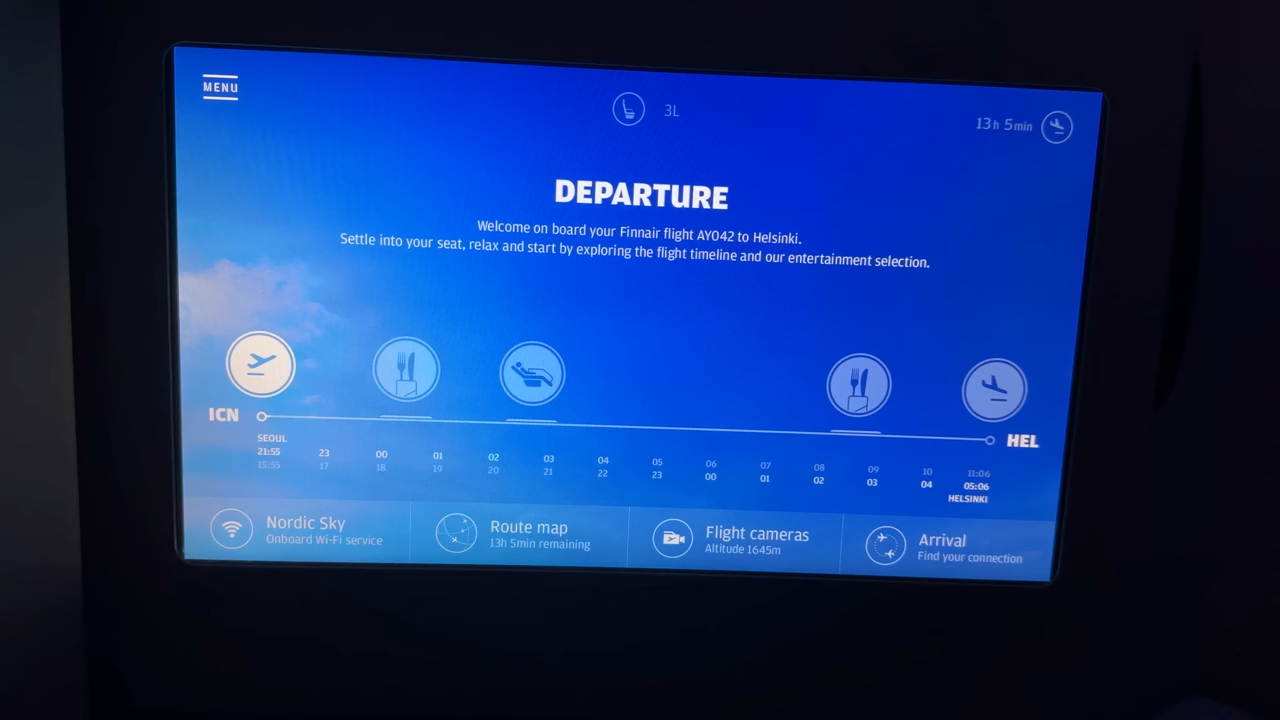 MENU
3L
13h 5min
DEPARTURE
Welcome on board your Finnair flight AY042 to Helsinki.
Settle into your seat, relax and start by exploring the flight timeline and our entertainment selection.
ICN
HEL
SEOUL
21:55 23 00 01 02 03 04 05 06 07 08 09 10 11:06
15:55 17 18 19 20 21 22 23 00 01 02 03 04 05:06
HELSINKI
Nordic Sky
Onboard Wi-Fi service
Route map
13h 5min remaining
Flight cameras
Altitude 1645m
Arrival
Find your connection